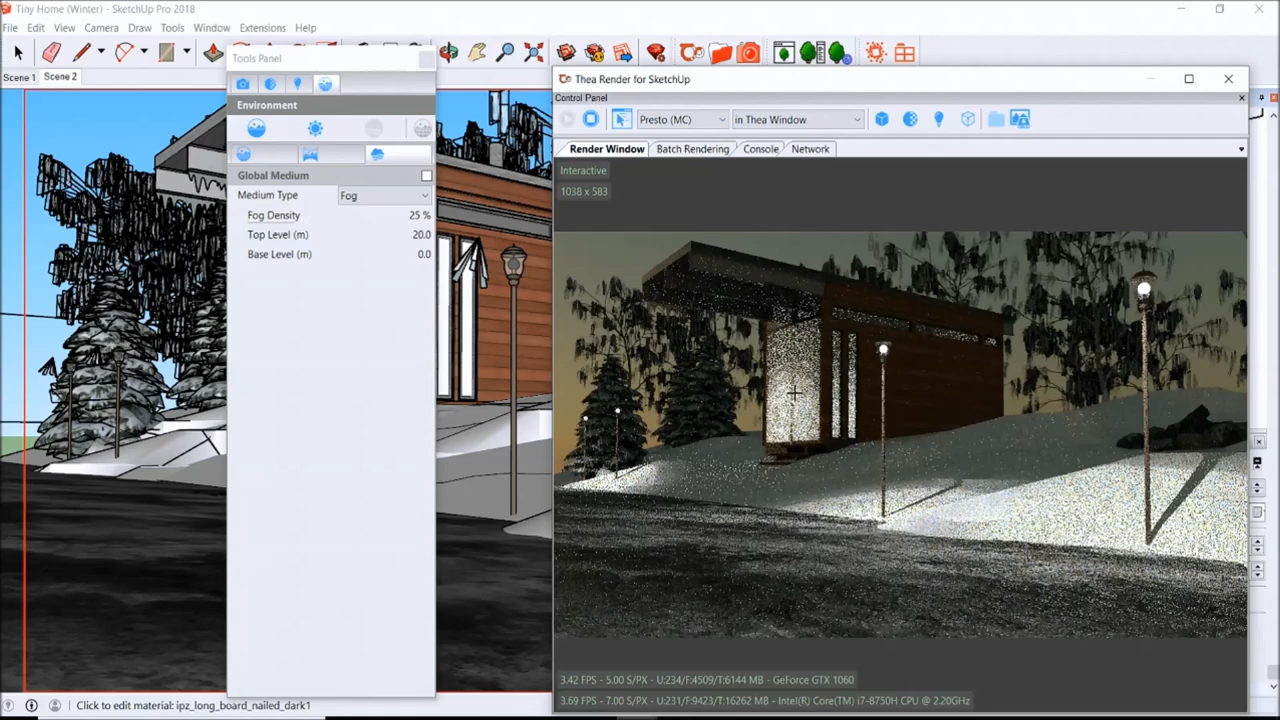 Tiny Home (Winter) - SketchUp Pro 2018
File Edit View Camera Draw Tools Window Extensions Help
Scene 1 Scene 2
Tools Panel
Environment
Global Medium
Medium Type Fog
Fog Density 25 %
Top Level (m) 20.0
Base Level (m) 0.0
Thea Render for SketchUp
Control Panel
Presto (MC) in Thea Window
Render Window Batch Rendering Console Network
Interactive
1038 x 583
3.42 FPS - 5.00 S/PX - U:234/F:4509/T:6144 MB - GeForce GTX 1060
3.69 FPS - 7.00 S/PX - U:231/F:9423/T:16262 MB - Intel(R) Core(TM) i7-8750H CPU @ 2.20GHz
Click to edit material: ipz_long_board_nailed_dark1